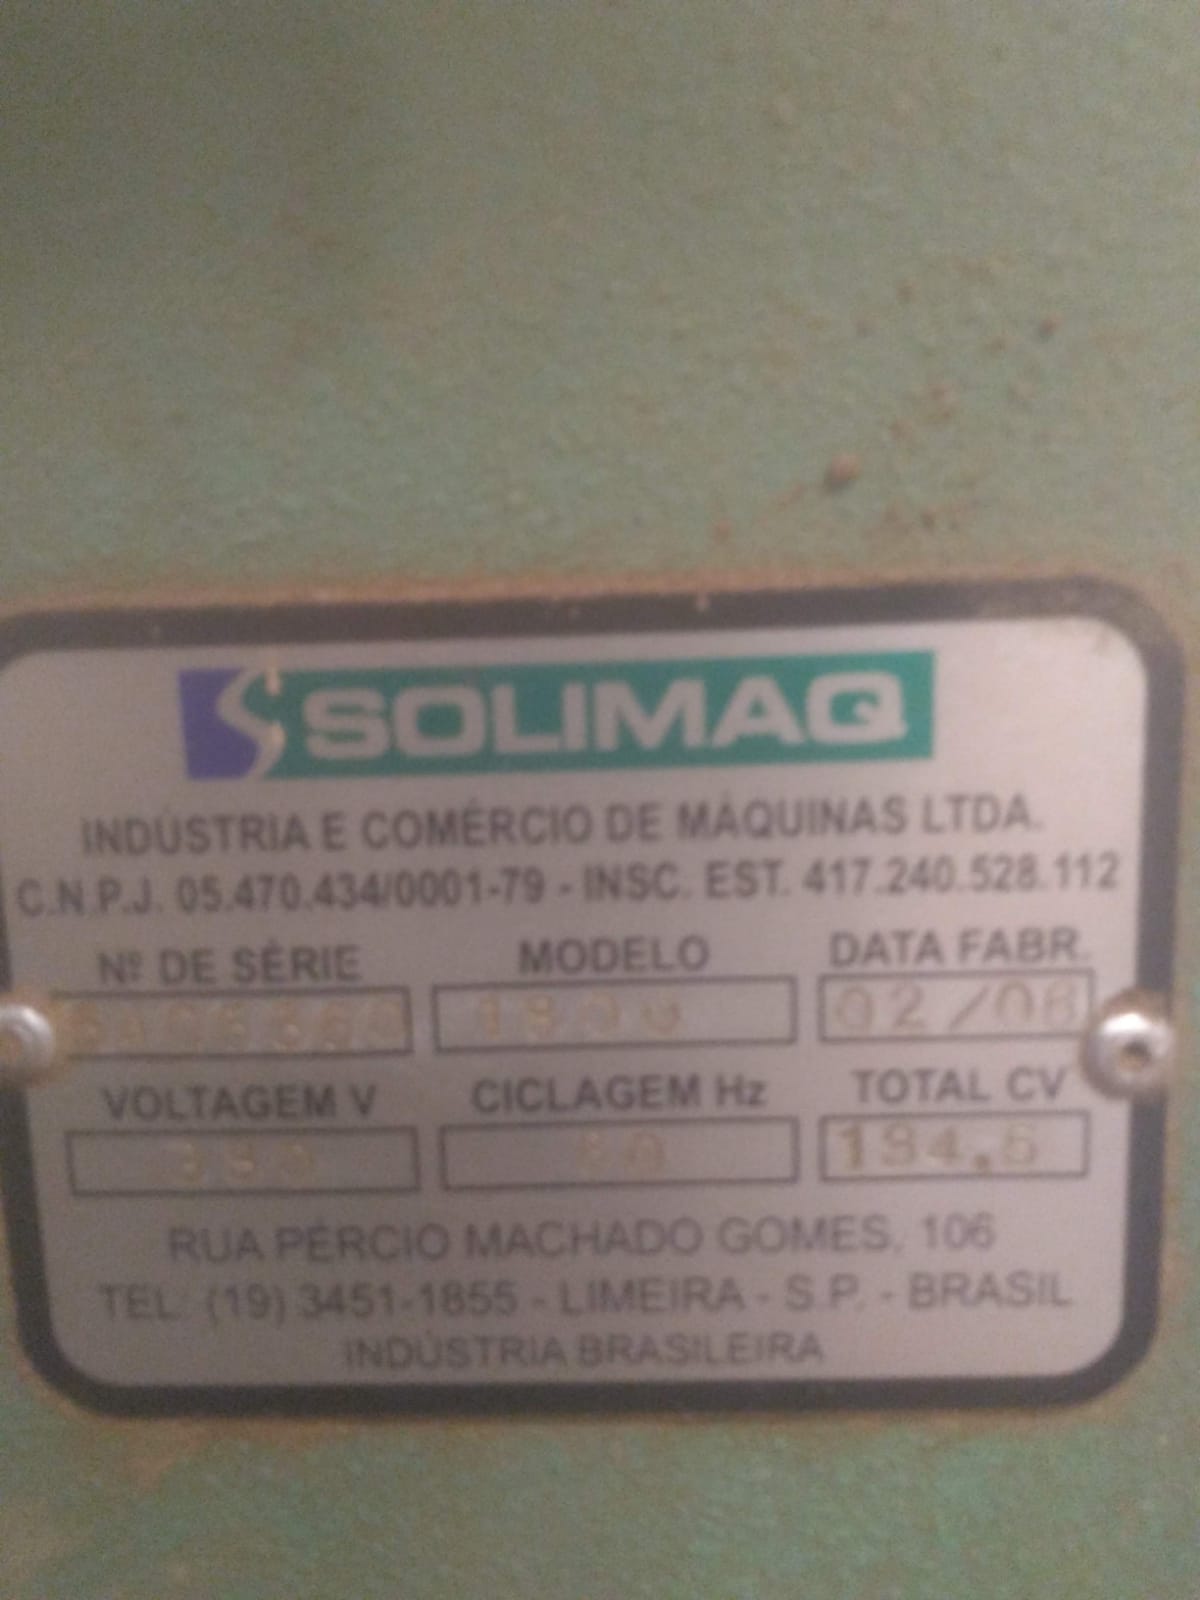 SOLIMAQ
INDÚSTRIA E COMÉRCIO DE MÁQUINAS LTDA.
C.N.P.J. 05.470.434/0001-79 - INSC. EST. 417.240.528.112
Nº DE SÉRIE MODELO DATA FABR.
02/06
VOLTAGEM V CICLAGEM Hz TOTAL CV
380 60
RUA PÉRCIO MACHADO GOMES, 106
TEL. (19) 3451-1855 - LIMEIRA - S.P. - BRASIL
INDÚSTRIA BRASILEIRA